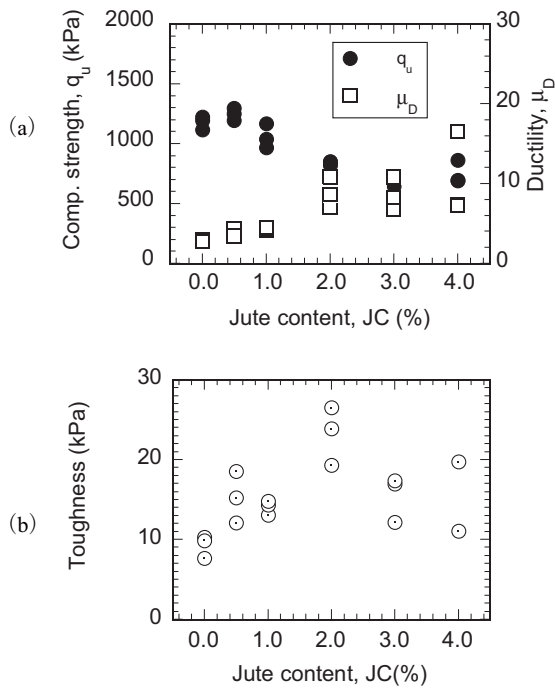 (a)
Comp. strength, q_u (kPa)
2000
1500
1000
500
0
q_u
μ_D
30
20
10
0
Ductility, μ_D
0.0 1.0 2.0 3.0 4.0
Jute content, JC (%)
(b)
Toughness (kPa)
30
20
10
0
0.0 1.0 2.0 3.0 4.0
Jute content, JC(%)